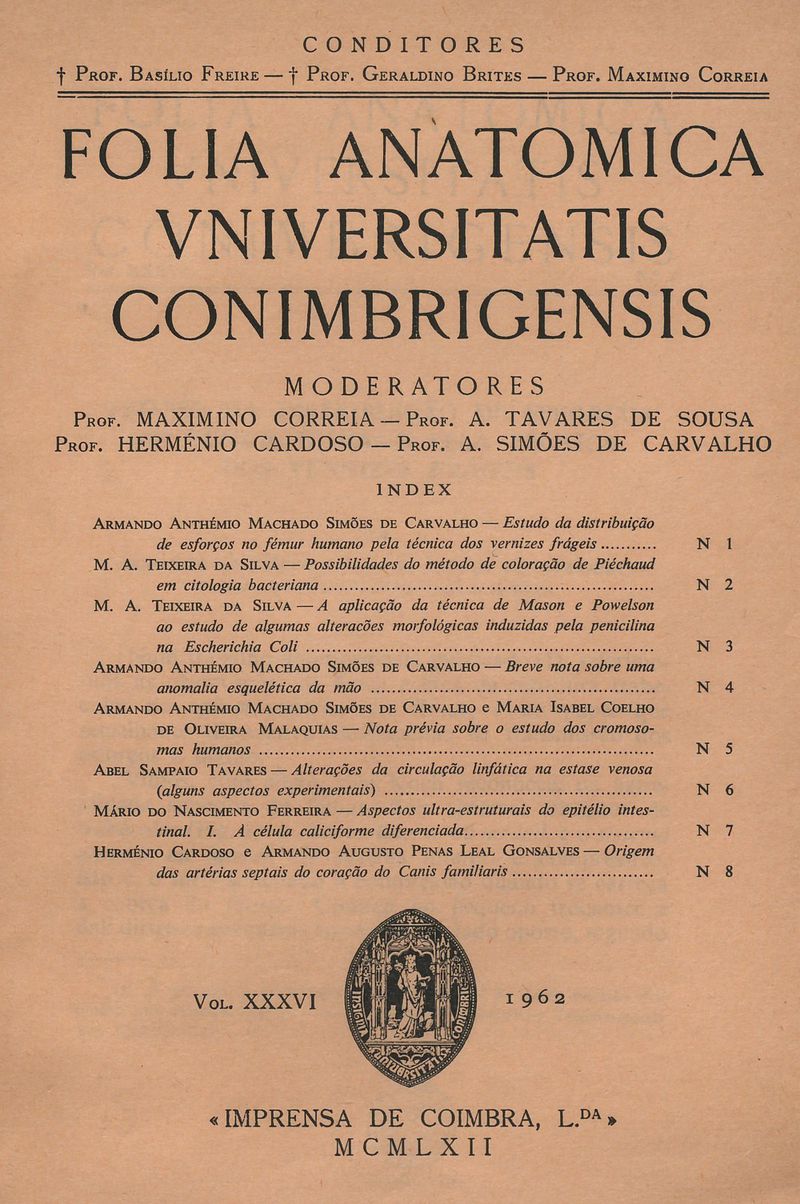 CONDITORES
† Prof. Basílio Freire — † Prof. Geraldino Brites — Prof. Maximino Correia
FOLIA ANATOMICA
VNIVERSITATIS
CONIMBRIGENSIS
MODERATORES
Prof. MAXIMINO CORREIA — Prof. A. TAVARES DE SOUSA
Prof. HERMÉNIO CARDOSO — Prof. A. SIMÕES DE CARVALHO
INDEX
Armando Anthémio Machado Simões de Carvalho — Estudo da distribuição
de esforços no fémur humano pela técnica dos vernizes frágeis ........... N 1
M. A. Teixeira da Silva — Possibilidades do método de coloração de Piéchaud
em citologia bacteriana ............................................................... N 2
M. A. Teixeira da Silva — A aplicação da técnica de Mason e Powelson
ao estudo de algumas alteracões morfológicas induzidas pela penicilina
na Escherichia Coli ................................................................... N 3
Armando Anthémio Machado Simões de Carvalho — Breve nota sobre uma
anomalia esquelética da mão ...................................................... N 4
Armando Anthémio Machado Simões de Carvalho e Maria Isabel Coelho
de Oliveira Malaquias — Nota prévia sobre o estudo dos cromoso-
mas humanos ........................................................................... N 5
Abel Sampaio Tavares — Alterações da circulação linfática na estase venosa
(alguns aspectos experimentais) ................................................... N 6
Mário do Nascimento Ferreira — Aspectos ultra-estruturais do epitélio intes-
tinal. I. A célula caliciforme diferenciada.................................... N 7
Herménio Cardoso e Armando Augusto Penas Leal Gonsalves — Origem
das artérias septais do coração do Canis familiaris ........................... N 8
Vol. XXXVI 1962
«IMPRENSA DE COIMBRA, L.DA»
MCMLXII